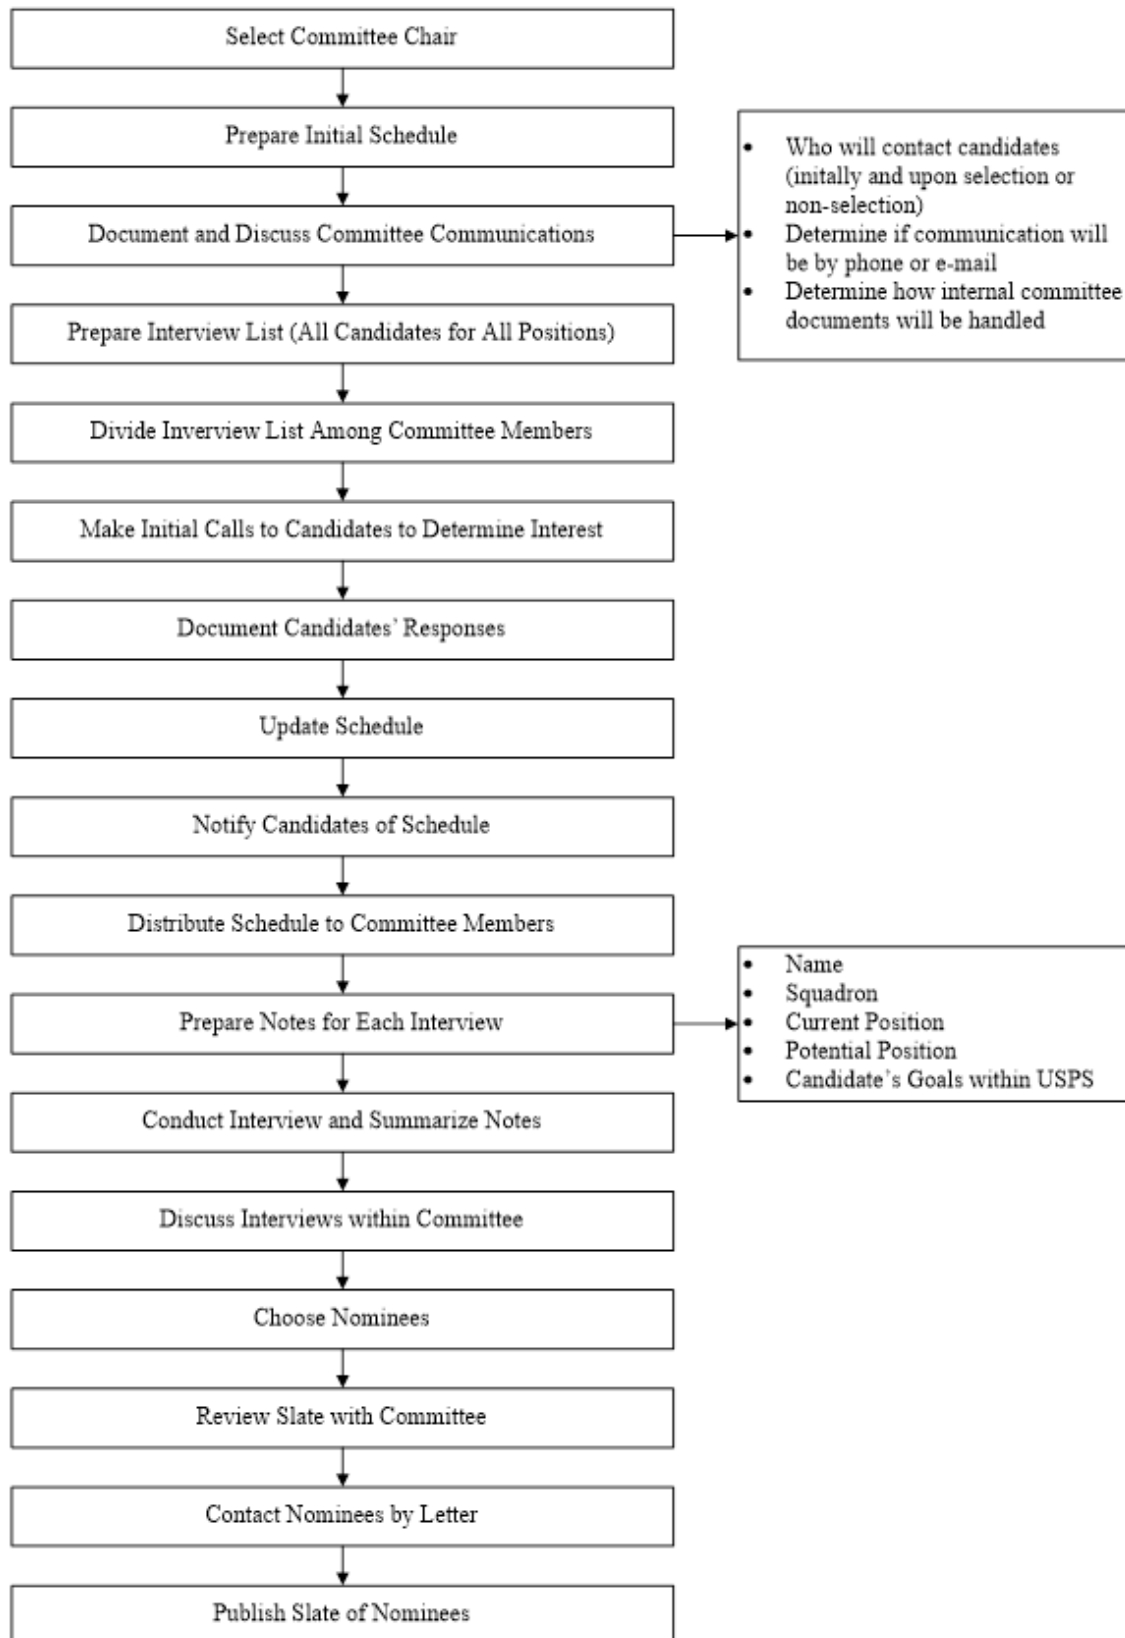 Select Committee Chair
Prepare Initial Schedule
Document and Discuss Committee Communications
• Who will contact candidates
(initally and upon selection or
non-selection)
• Determine if communication will
be by phone or e-mail
• Determine how internal committee
documents will be handled
Prepare Interview List (All Candidates for All Positions)
Divide Inverview List Among Committee Members
Make Initial Calls to Candidates to Determine Interest
Document Candidates’ Responses
Update Schedule
Notify Candidates of Schedule
Distribute Schedule to Committee Members
Prepare Notes for Each Interview
• Name
• Squadron
• Current Position
• Potential Position
• Candidate’s Goals within USPS
Conduct Interview and Summarize Notes
Discuss Interviews within Committee
Choose Nominees
Review Slate with Committee
Contact Nominees by Letter
Publish Slate of Nominees